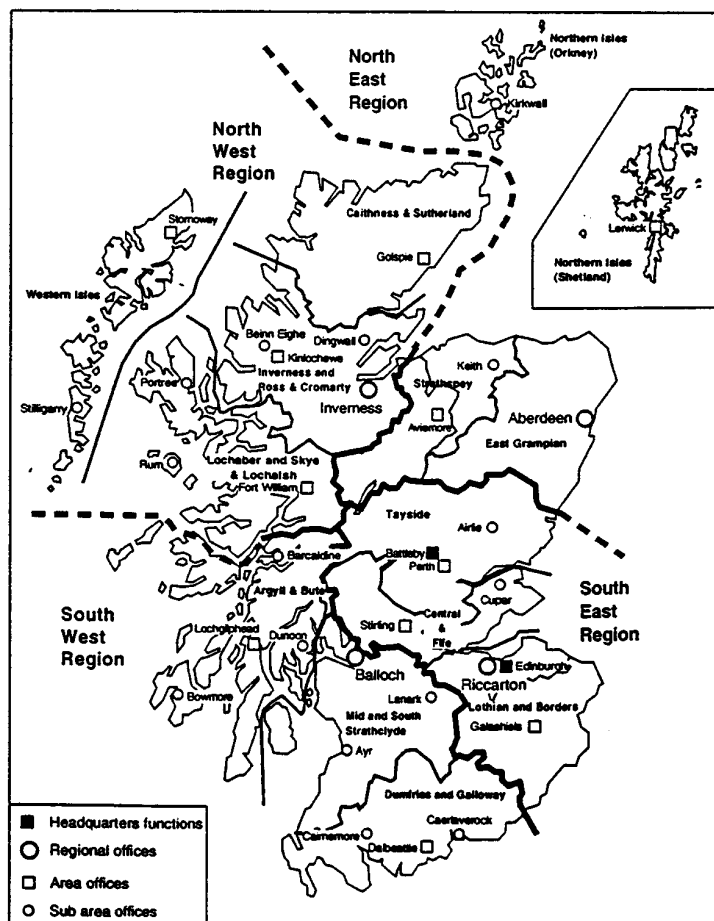 Northern Isles
(Orkney)
North
East
Region
Kirkwall
North
West
Region
Stornoway
Caithness & Sutherland
Golspie
Lerwick
Northern Isles
(Shetland)
Western Isles
Beinn Eighe
Dingwall
Kinlochewe
Inverness and
Ross & Cromarty
Inverness
Keith
Strathspey
Portree
Stilligarry
Aviemore
Aberdeen
East Grampian
Rum
Lochaber and Skye
& Lochalsh
Fort William
Tayside
Airlie
Barcaldine
Battleby
Perth
Argyll & Bute
Cupar
South
West
Region
South
East
Region
Stirling
Central
&
Fife
Lochgilphead
Dunoon
Balloch
Edinburgh
Riccarton
Bowmore
Lanark
Lothian and Borders
Mid and South
Strathclyde
Galashiels
Ayr
Dumfries and Galloway
Caerlaverock
Cairnsmore
Dalbeattie
Headquarters functions
Regional offices
Area offices
Sub area offices